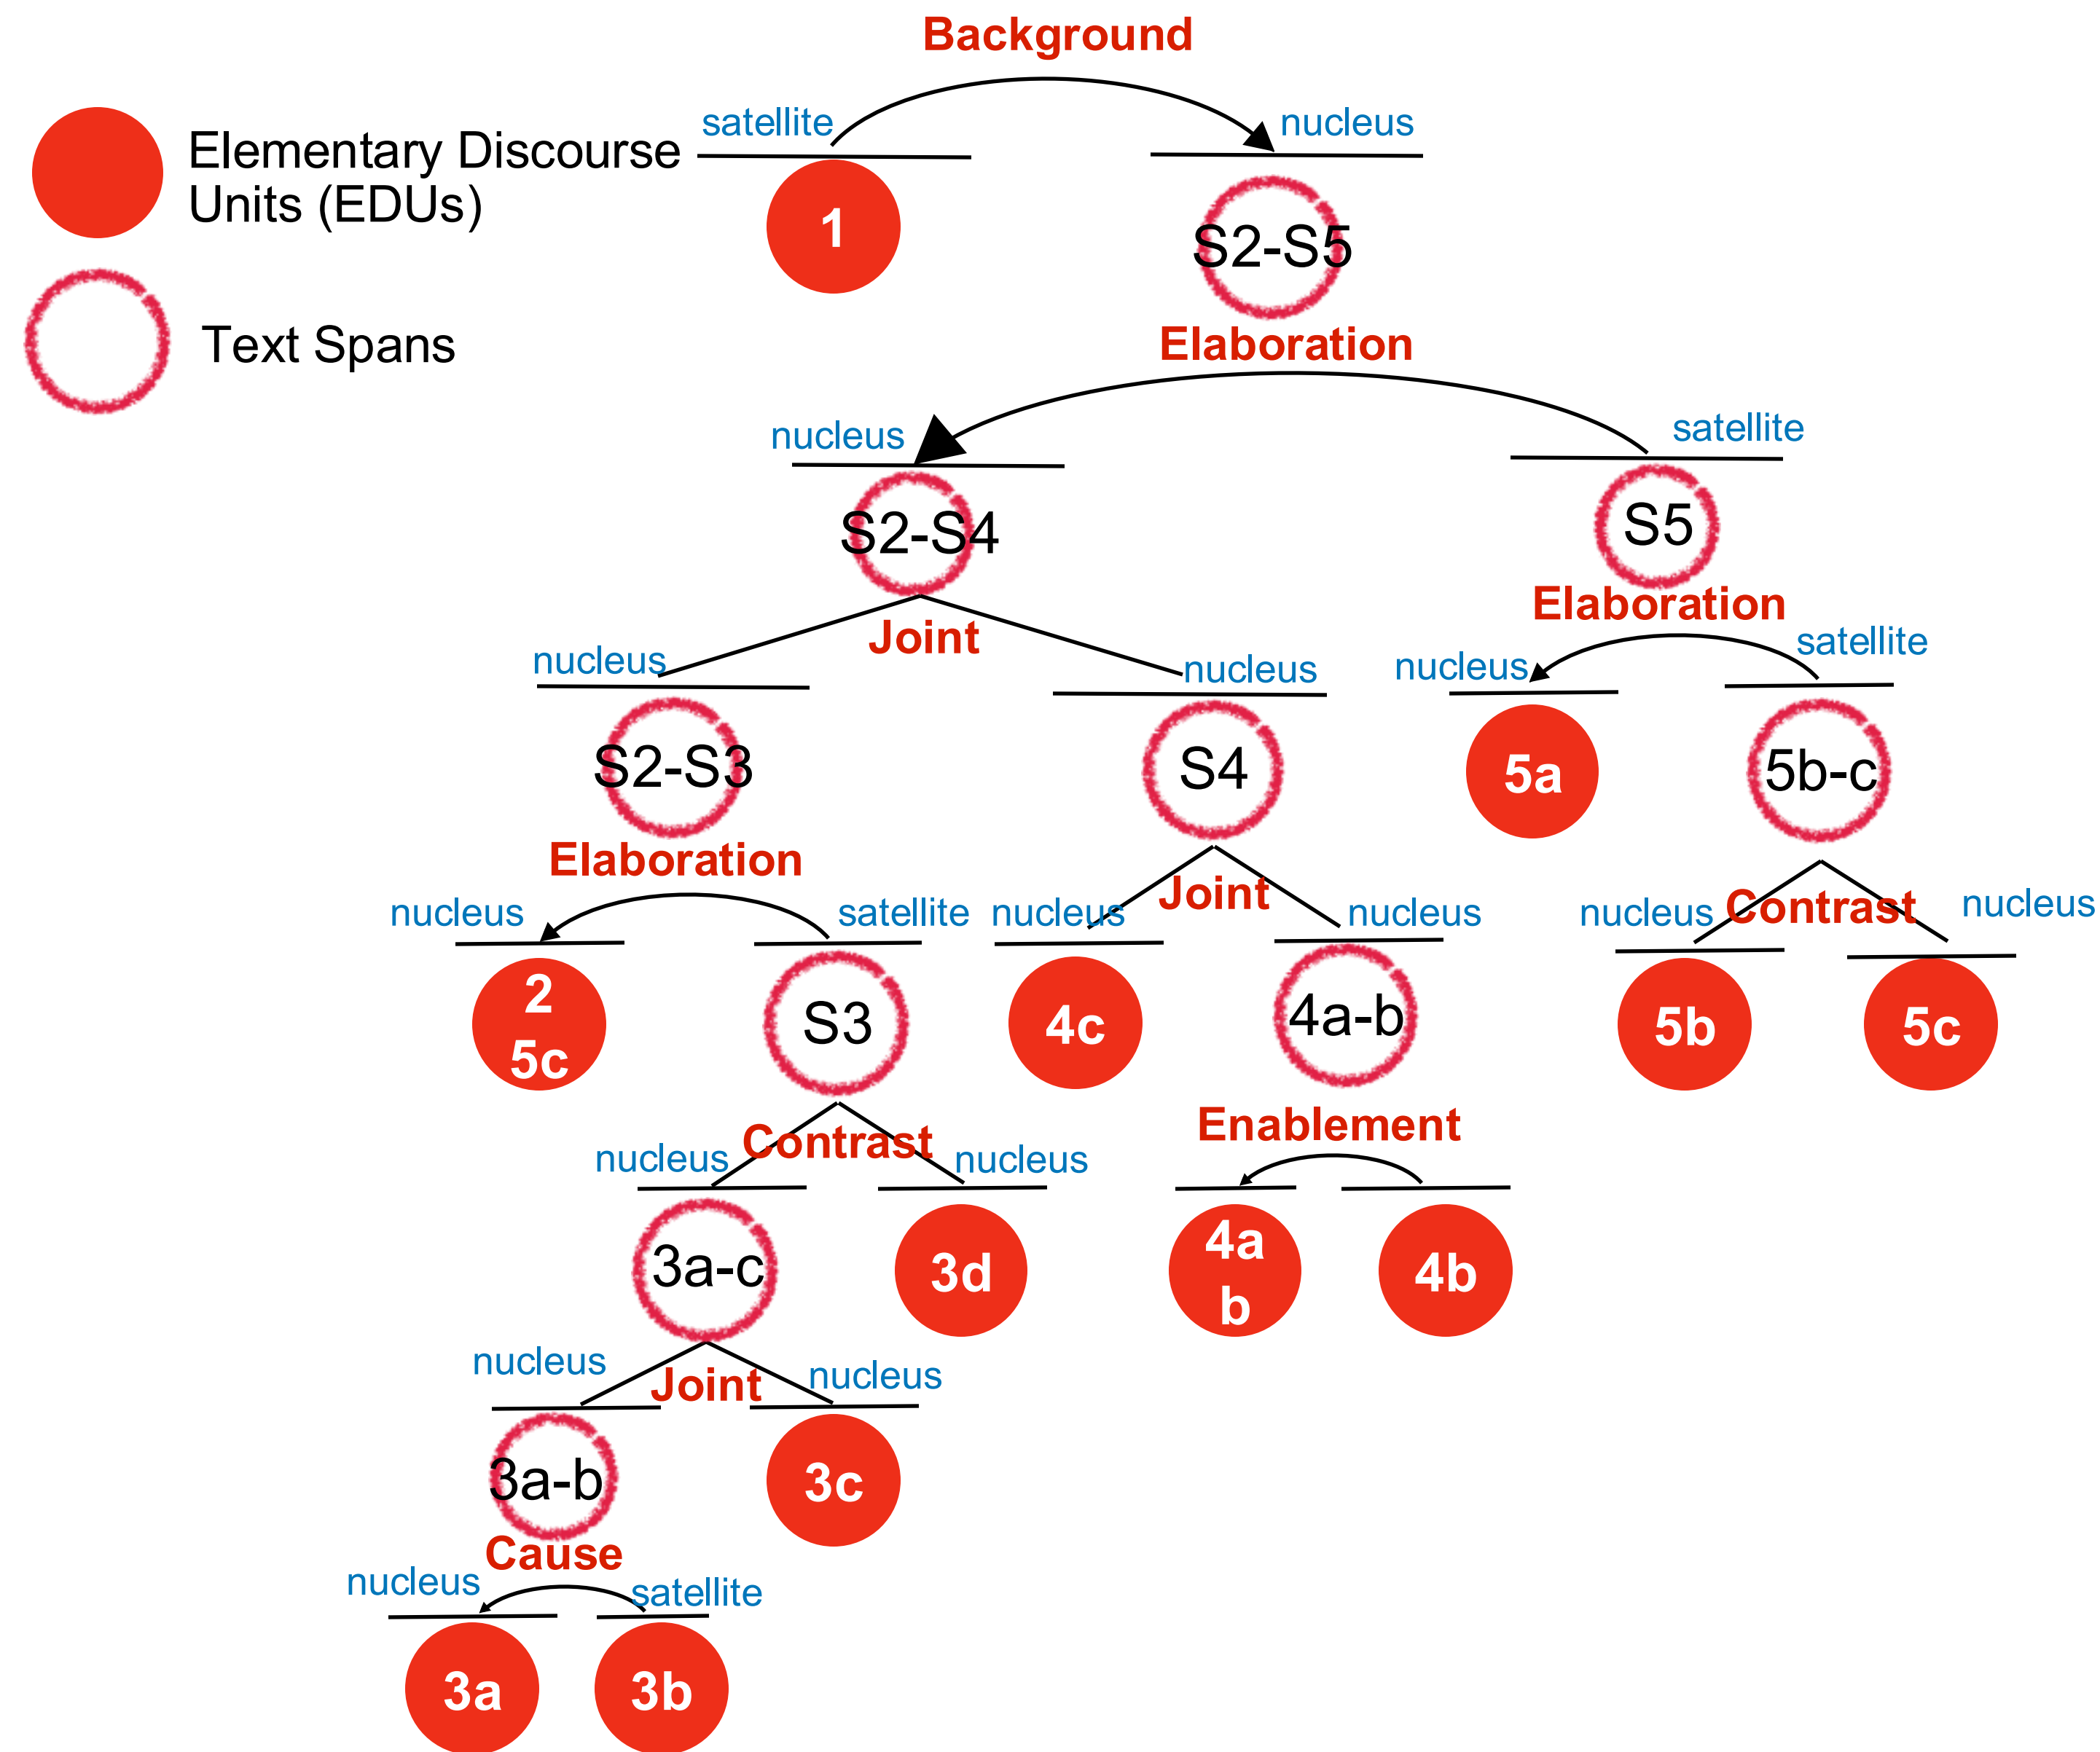 Background
satellite
nucleus
Elementary Discourse
Units (EDUs)
1
S2-S5
Text Spans
Elaboration
nucleus
satellite
S2-S4
S5
Elaboration
Joint
nucleus
nucleus
nucleus
satellite
S2-S3
S4
5a
5b-c
Elaboration
Joint
Contrast
nucleus
satellite
nucleus
nucleus
nucleus
nucleus
2
5c
S3
4c
4a-b
5b
5c
Contrast
Enablement
nucleus
nucleus
3a-c
3d
4a
b
4b
nucleus
Joint
nucleus
3a-b
3c
Cause
nucleus
satellite
3a
3b